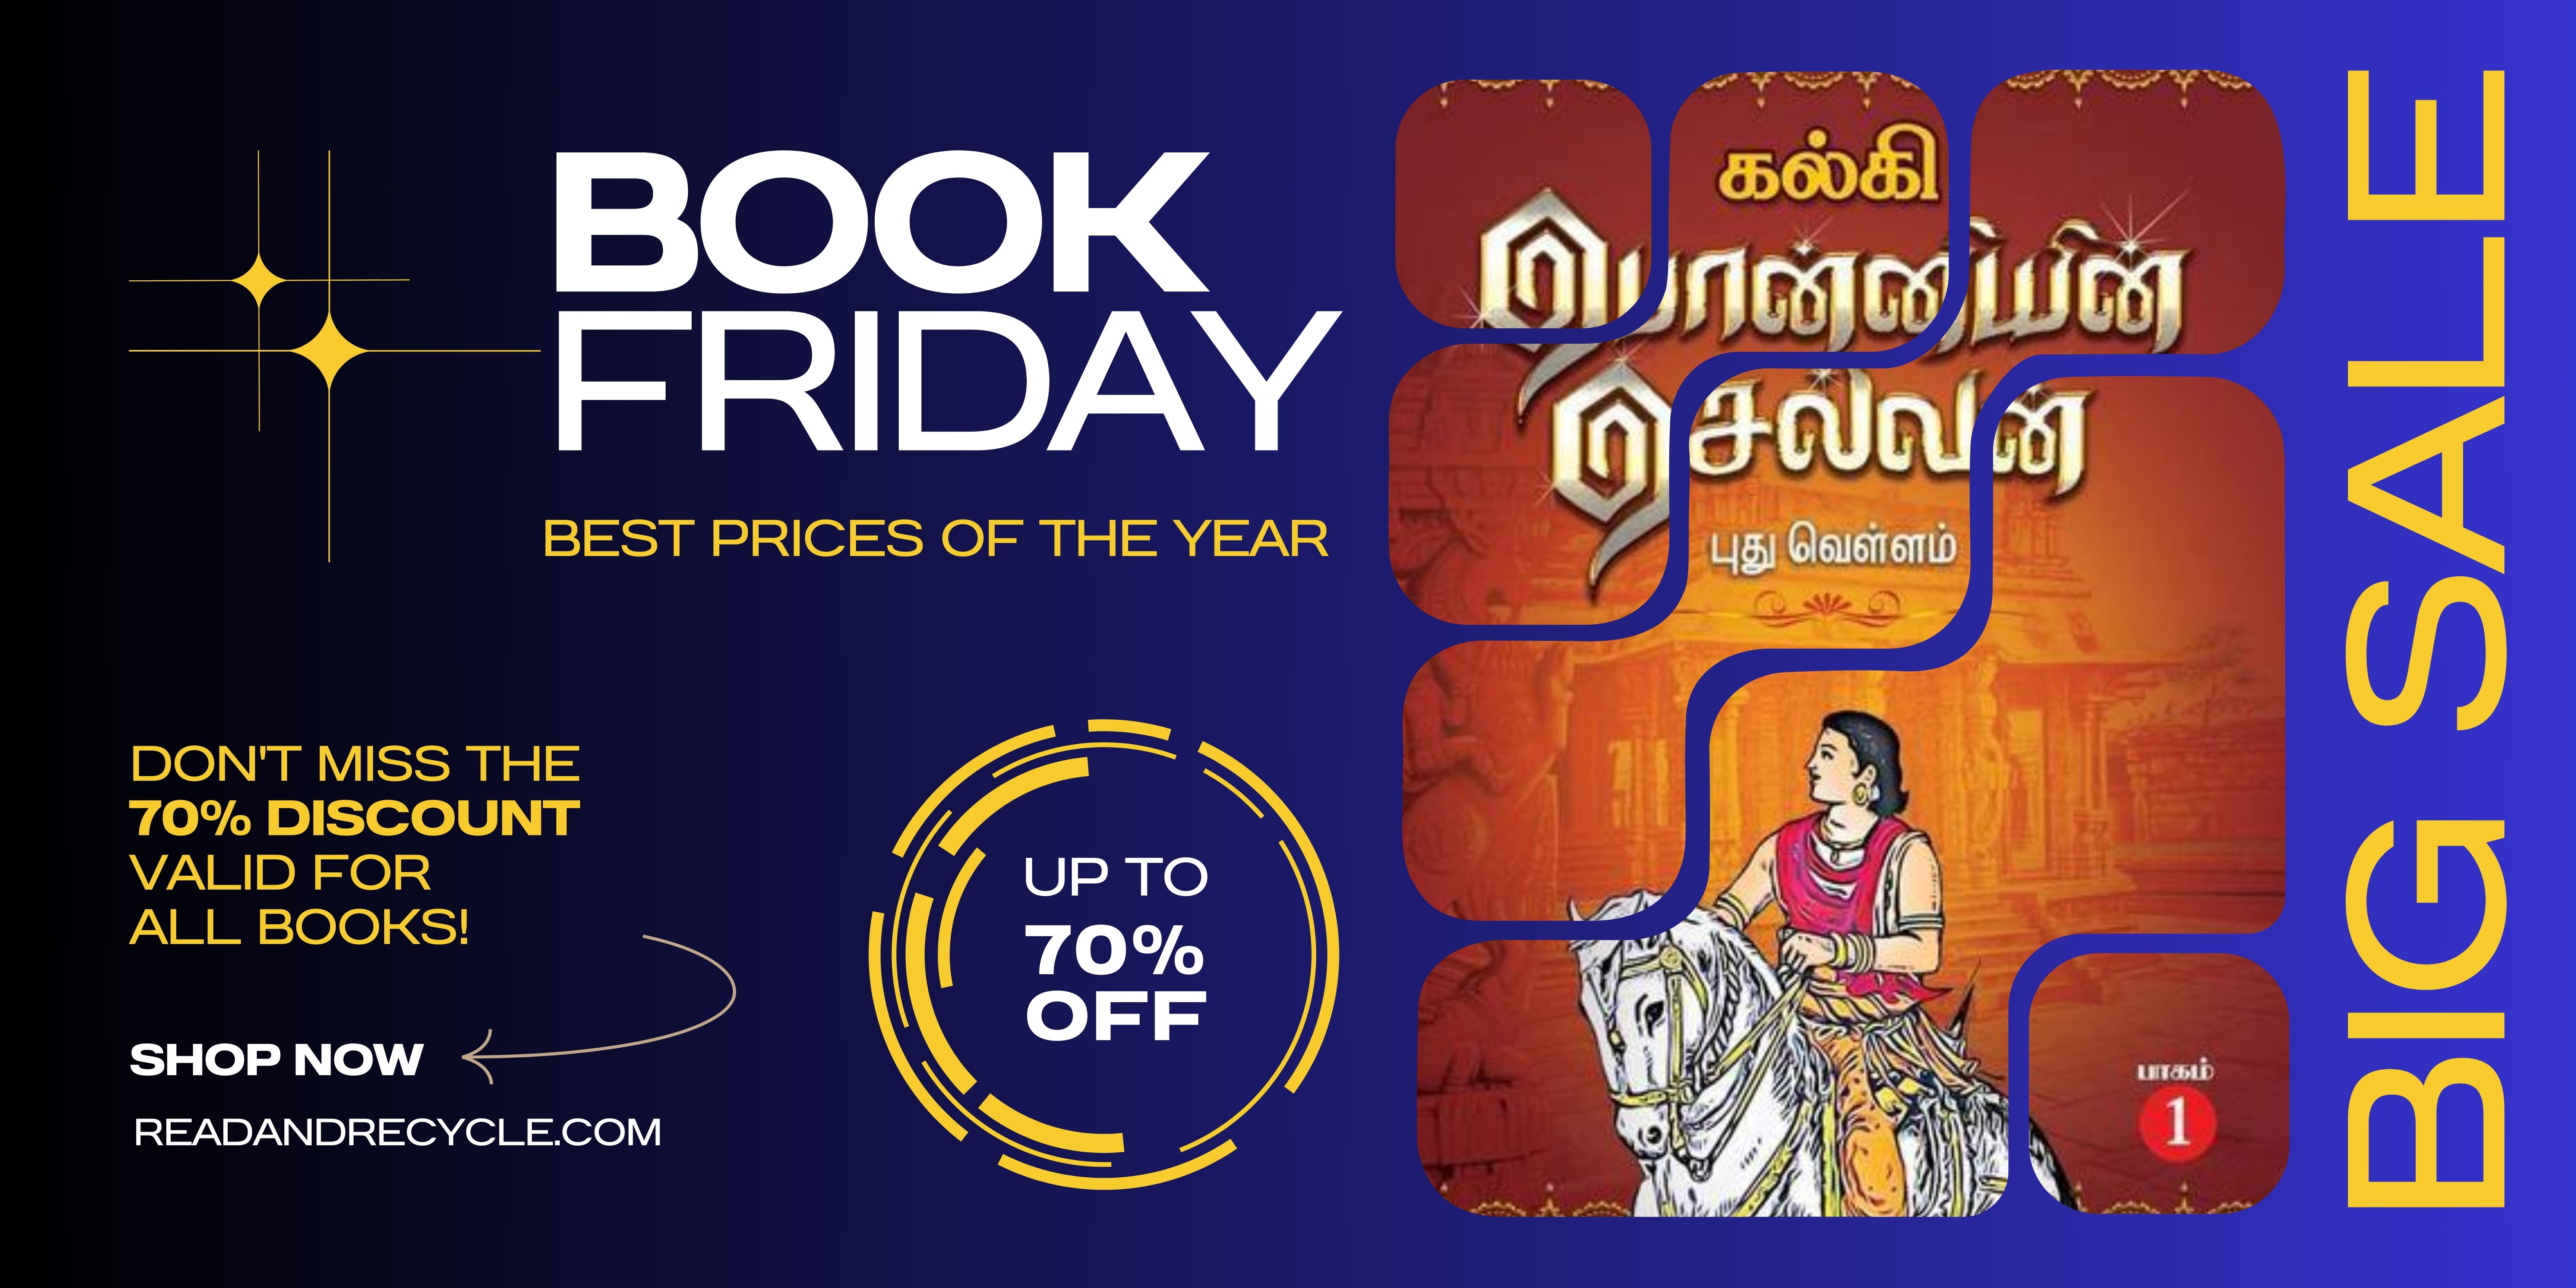 BOOK
FRIDAY
BEST PRICES OF THE YEAR
DON'T MISS THE
70% DISCOUNT
VALID FOR
ALL BOOKS!
SHOP NOW
READANDRECYCLE.COM
UP TO
70%
OFF
கல்கி
பொன்னியின்
செல்வன்
புது வெள்ளம்
பாகம்
1
BIG SALE